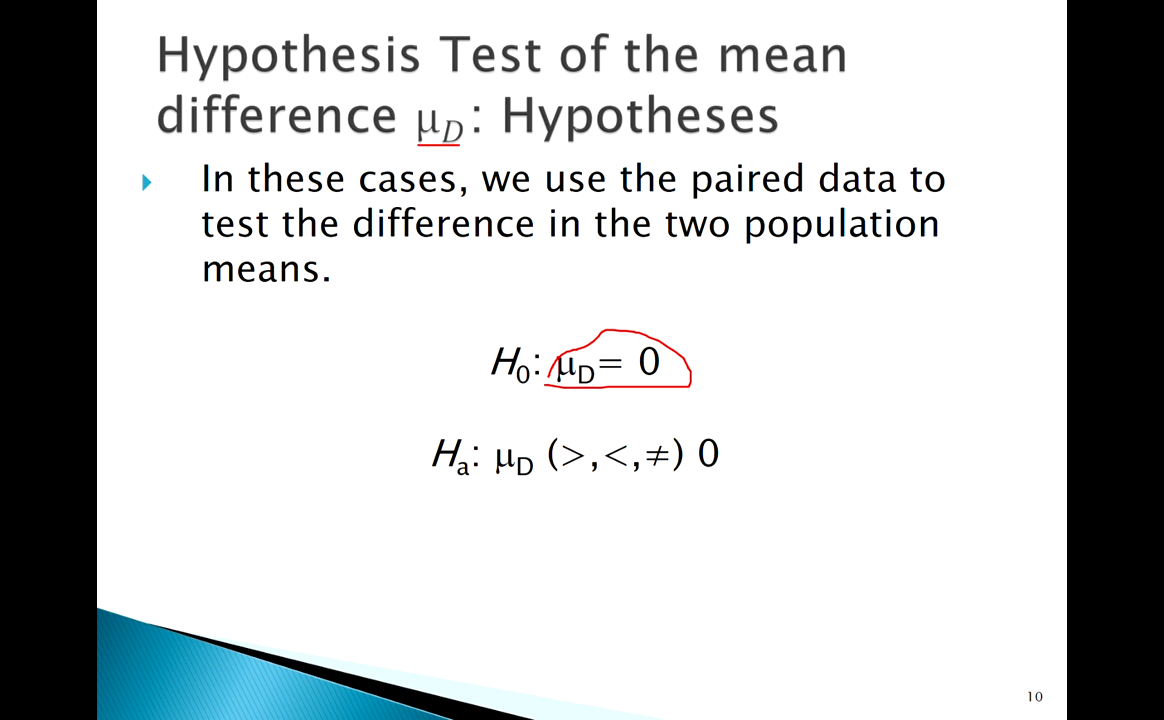 Hypothesis Test of the mean
difference μD: Hypotheses
In these cases, we use the paired data to
test the difference in the two population
means.
H0: μD= 0
Ha: μD (>,<,≠) 0
10